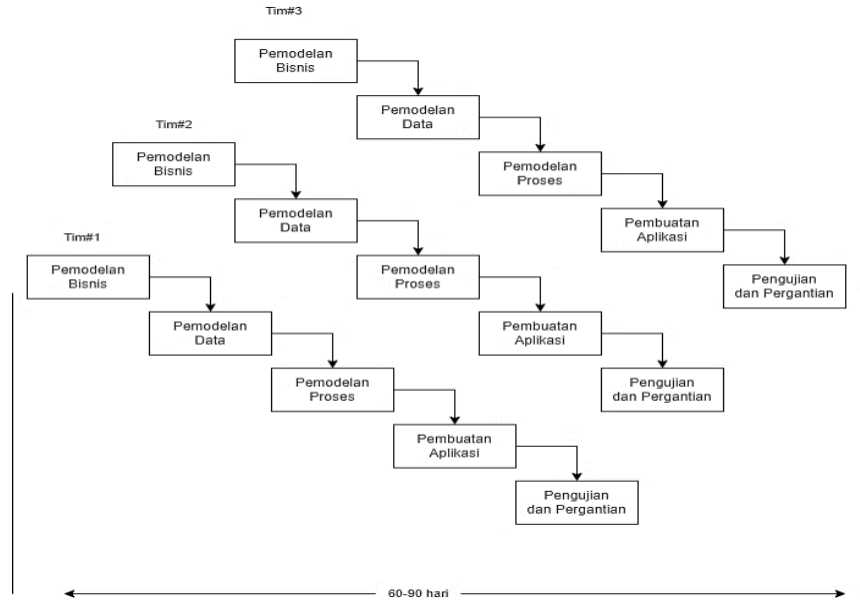 Tim#3
Pemodelan
Bisnis
Pemodelan
Data
Pemodelan
Proses
Pembuatan
Aplikasi
Pengujian
dan Pergantian
Tim#2
Pemodelan
Bisnis
Pemodelan
Data
Pemodelan
Proses
Pembuatan
Aplikasi
Pengujian
dan Pergantian
Tim#1
Pemodelan
Bisnis
Pemodelan
Data
Pemodelan
Proses
Pembuatan
Aplikasi
Pengujian
dan Pergantian
60-90 hari